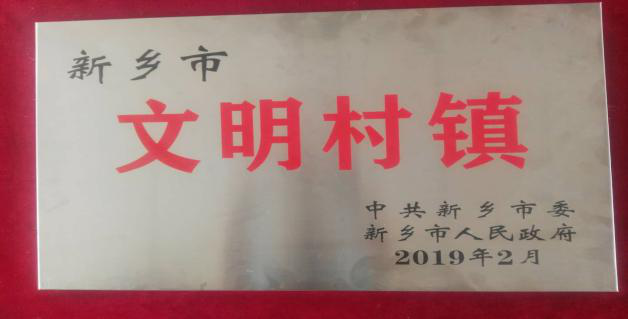 新乡市
文明村镇
中共新乡市委
新乡市人民政府
2019年2月